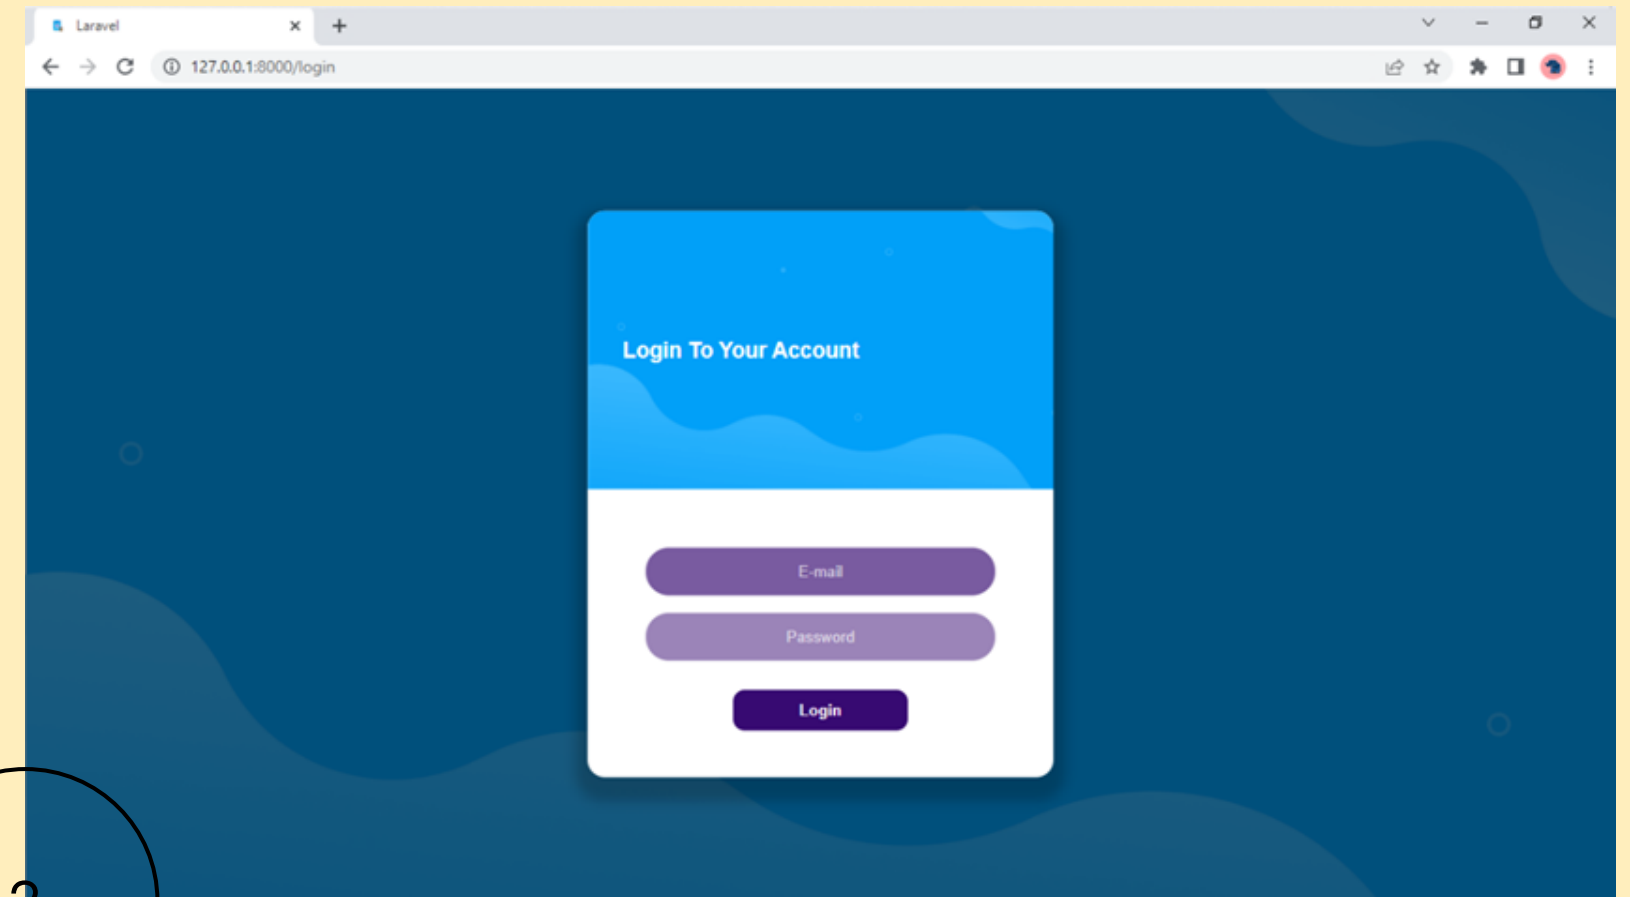 Laravel
127.0.0.1:8000/login
Login To Your Account
E-mail
Password
Login